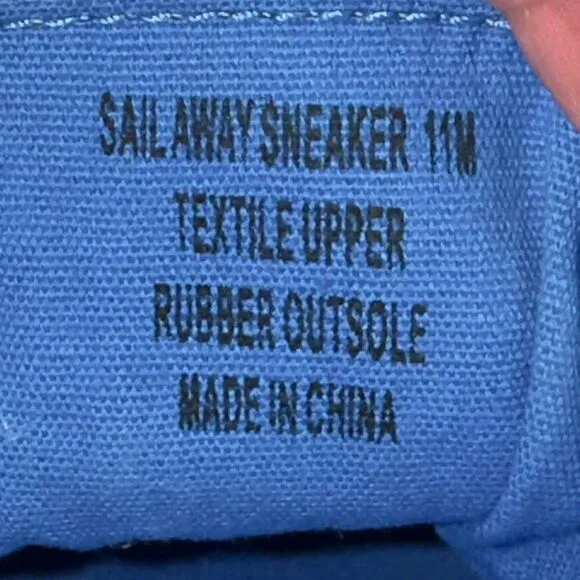 SAIL AWAY SNEAKER 11M
TEXTILE UPPER
RUBBER OUTSOLE
MADE IN CHINA